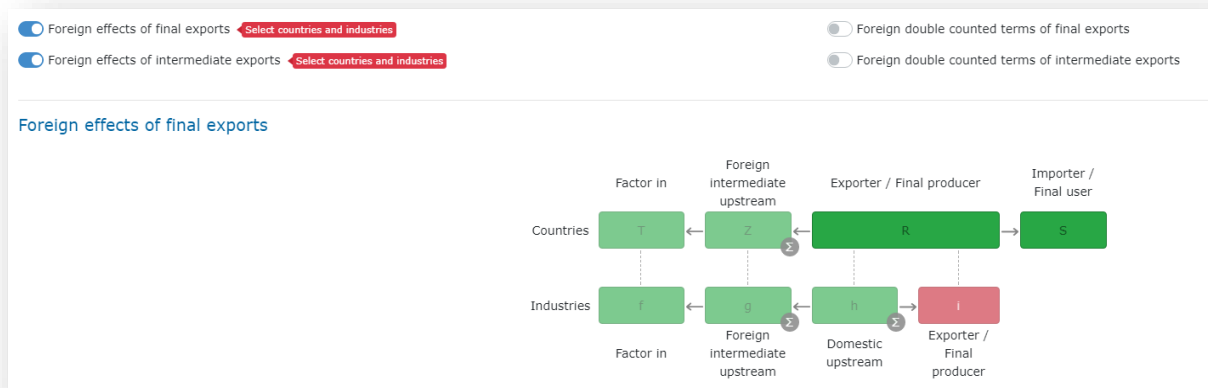 Foreign effects of final exports Select countries and industries
Foreign double counted terms of final exports
Foreign effects of intermediate exports Select countries and industries
Foreign double counted terms of intermediate exports
Foreign effects of final exports
Factor in
Foreign
intermediate
upstream
Exporter / Final producer
Importer /
Final user
Countries T Z R S
Σ
Industries f g h i
Σ Σ
Factor in
Foreign
intermediate
upstream
Domestic
upstream
Exporter /
Final
producer